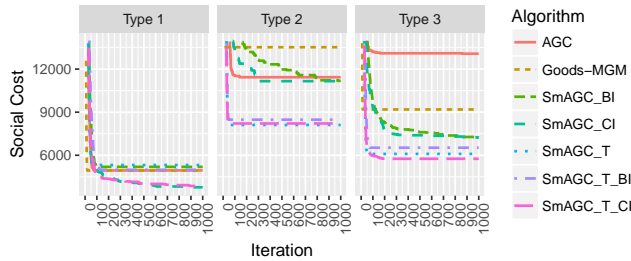 Type 1 Type 2 Type 3
Social Cost
12000
9000
6000
0 100 200 300 400 500 600 700 800 900 1000
0 100 200 300 400 500 600 700 800 900 1000
0 100 200 300 400 500 600 700 800 900 1000
Iteration
Algorithm
AGC
Goods−MGM
SmAGC_BI
SmAGC_CI
SmAGC_T
SmAGC_T_BI
SmAGC_T_CI